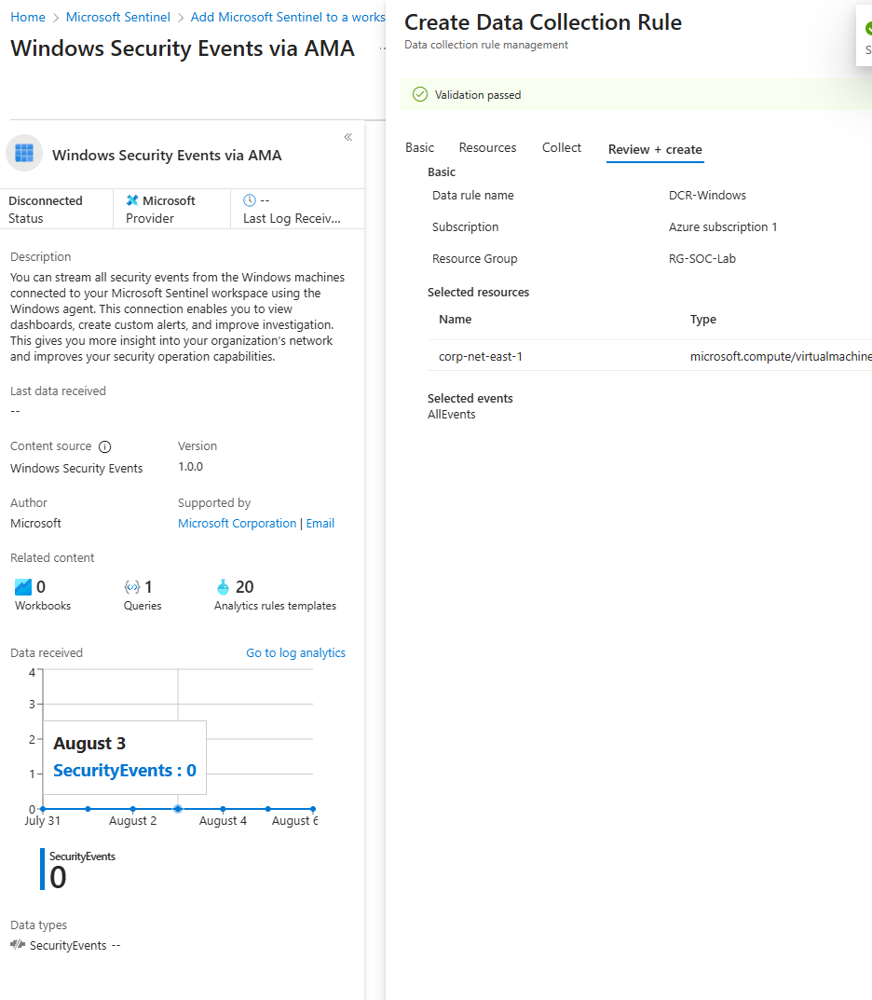 Home > Microsoft Sentinel > Add Microsoft Sentinel to a works
Windows Security Events via AMA ...
Windows Security Events via AMA
Disconnected
Status
Microsoft
Provider
--
Last Log Receiv...
Description
You can stream all security events from the Windows machines
connected to your Microsoft Sentinel workspace using the
Windows agent. This connection enables you to view
dashboards, create custom alerts, and improve investigation.
This gives you more insight into your organization's network
and improves your security operation capabilities.
Last data received
--
Content source
Windows Security Events
Version
1.0.0
Author
Microsoft
Supported by
Microsoft Corporation | Email
Related content
0
Workbooks
1
Queries
20
Analytics rules templates
Data received
Go to log analytics
4
3
2
1
0
August 3
SecurityEvents : 0
July 31
August 2
August 4
August 6
SecurityEvents
0
Data types
SecurityEvents --
Create Data Collection Rule
Data collection rule management
Validation passed
Basic
Resources
Collect
Review + create
Basic
Data rule name DCR-Windows
Subscription Azure subscription 1
Resource Group RG-SOC-Lab
Selected resources
Name Type
corp-net-east-1 microsoft.compute/virtualmachine
Selected events
AllEvents
S